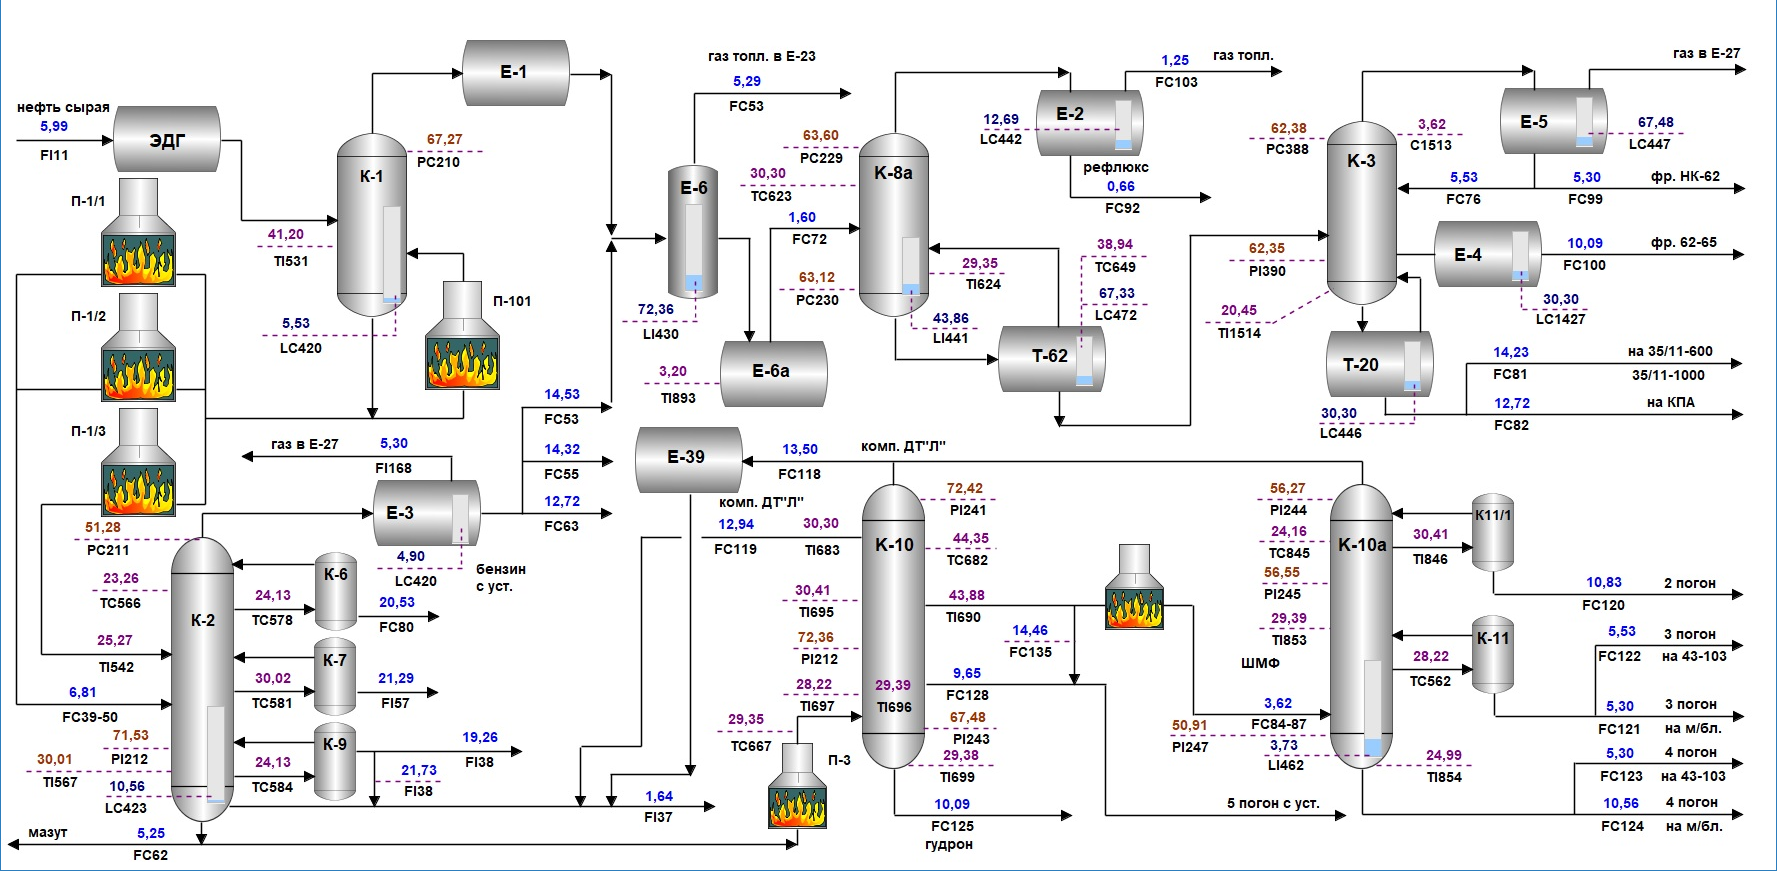 нефть сырая
5,99
FI11
ЭДГ
E-1
К-1
67,27
PC210
41,20
TI531
5,53
LC420
П-101
П-1/1
П-1/2
П-1/3
газ топл. в Е-23
5,29
FC53
E-6
72,36
LI430
E-6a
3,20
TI893
63,60
PC229
30,30
TC623
1,60
FC72
63,12
PC230
K-8a
29,35
TI624
43,86
LI441
12,69
LC442
E-2
1,25
FC103
газ топл.
рефлюкс
0,66
FC92
38,94
TC649
67,33
LC472
T-62
62,38
PC388
K-3
3,62
C1513
62,35
PI390
20,45
TI1514
газ в Е-27
E-5
67,48
LC447
5,53
FC76
5,30
FC99
фр. НК-62
E-4
10,09
FC100
фр. 62-65
30,30
LC1427
T-20
30,30
LC446
14,23
FC81
на 35/11-600
35/11-1000
12,72
FC82
на КПА
газ в Е-27
5,30
FI168
14,53
FC53
14,32
FC55
12,72
FC63
E-3
4,90
LC420
бензин
с уст.
51,28
PC211
23,26
TC566
25,27
TI542
6,81
FC39-50
71,53
PI212
30,01
TI567
10,56
LC423
К-2
К-6
24,13
TC578
20,53
FC80
К-7
30,02
TC581
21,29
FI57
К-9
24,13
TC584
19,26
FI38
21,73
FI38
1,64
FI37
мазут
5,25
FC62
E-39
13,50
FC118
комп. ДТ"Л"
комп. ДТ"Л"
12,94
FC119
30,30
TI683
72,42
PI241
K-10
44,35
TC682
30,41
TI695
43,88
TI690
72,36
PI212
14,46
FC135
28,22
TI697
29,39
TI696
9,65
FC128
29,35
TC667
67,48
PI243
29,38
TI699
П-3
10,09
FC125
гудрон
5 погон с уст.
56,27
PI244
24,16
TC845
K-10a
56,55
PI245
29,39
TI853
ШМФ
3,62
FC84-87
50,91
PI247
3,73
LI462
24,99
TI854
К11/1
30,41
TI846
10,83
FC120
2 погон
К-11
28,22
TC562
5,53
FC122
3 погон
на 43-103
5,30
FC121
3 погон
на м/бл.
5,30
FC123
4 погон
на 43-103
10,56
FC124
4 погон
на м/бл.